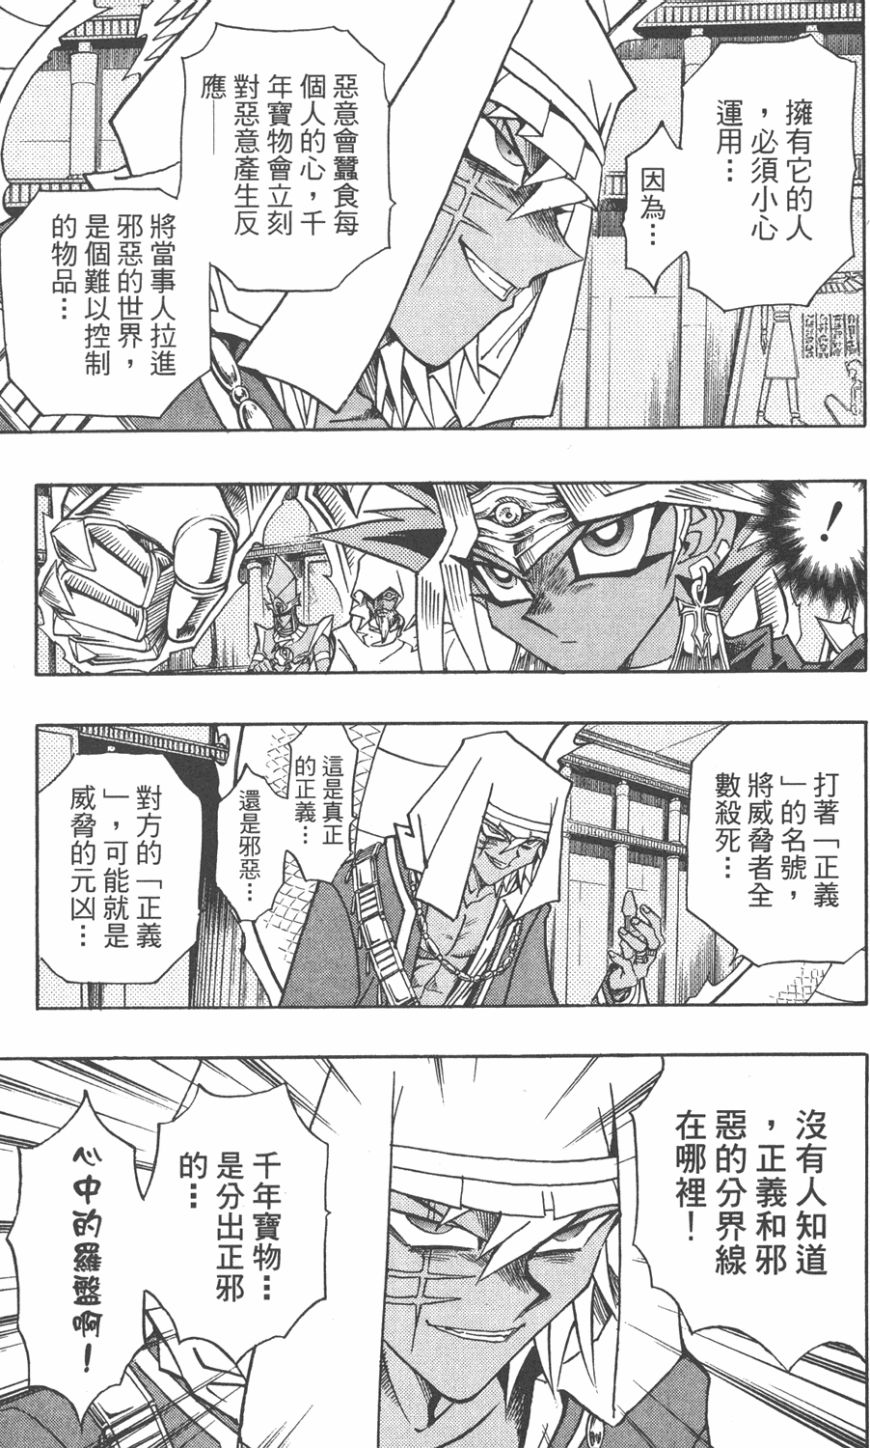 擁有它的人
，必須小心
運用…
因為…
惡意會蠶食每
個人的心，千
年寶物會立刻
對惡意產生反
應——
將當事人拉進
邪惡的世界，
是個難以控制
的物品…
！
打著「正義
」的名號，
將威脅者全
數殺死…
這是真正
的正義…
還是邪惡…
對方的「正義
」，可能就是
威脅的元凶…
沒有人知道
，正義和邪
惡的分界線
在哪裡！
千年寶物…
是分出正邪
的…
心中的羅盤啊！